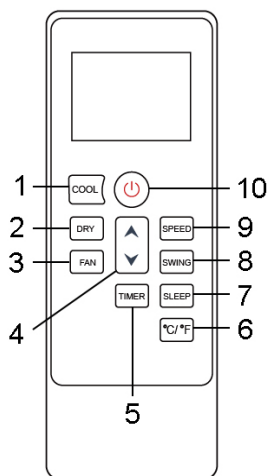 1 COOL 10
2 DRY SPEED 9
3 FAN SWING 8
4 TIMER SLEEP 7
5 °C/°F 6